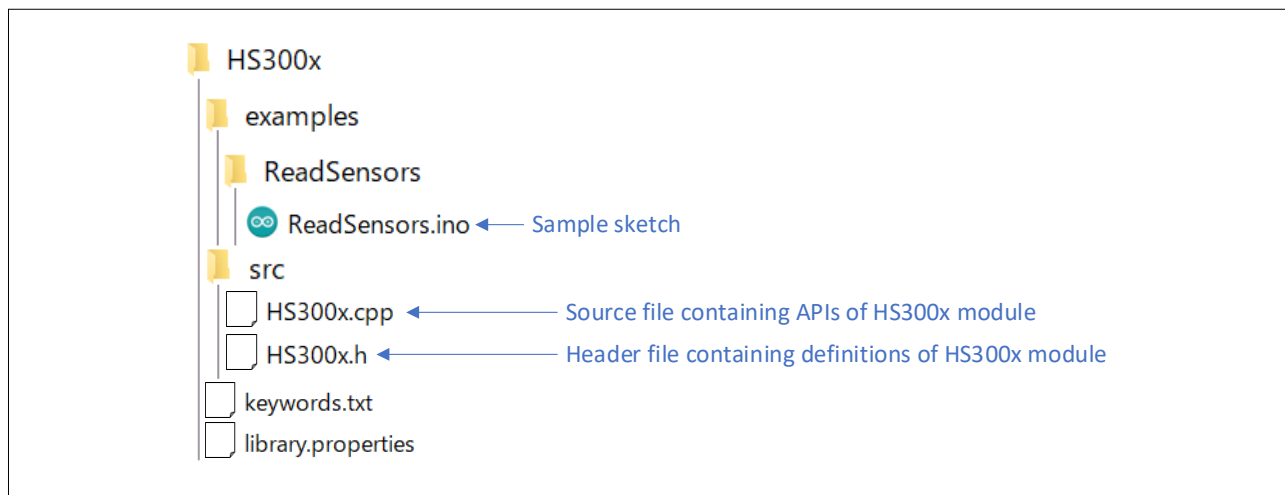 HS300x
examples
ReadSensors
ReadSensors.ino Sample sketch
src
HS300x.cpp Source file containing APIs of HS300x module
HS300x.h Header file containing definitions of HS300x module
keywords.txt
library.properties